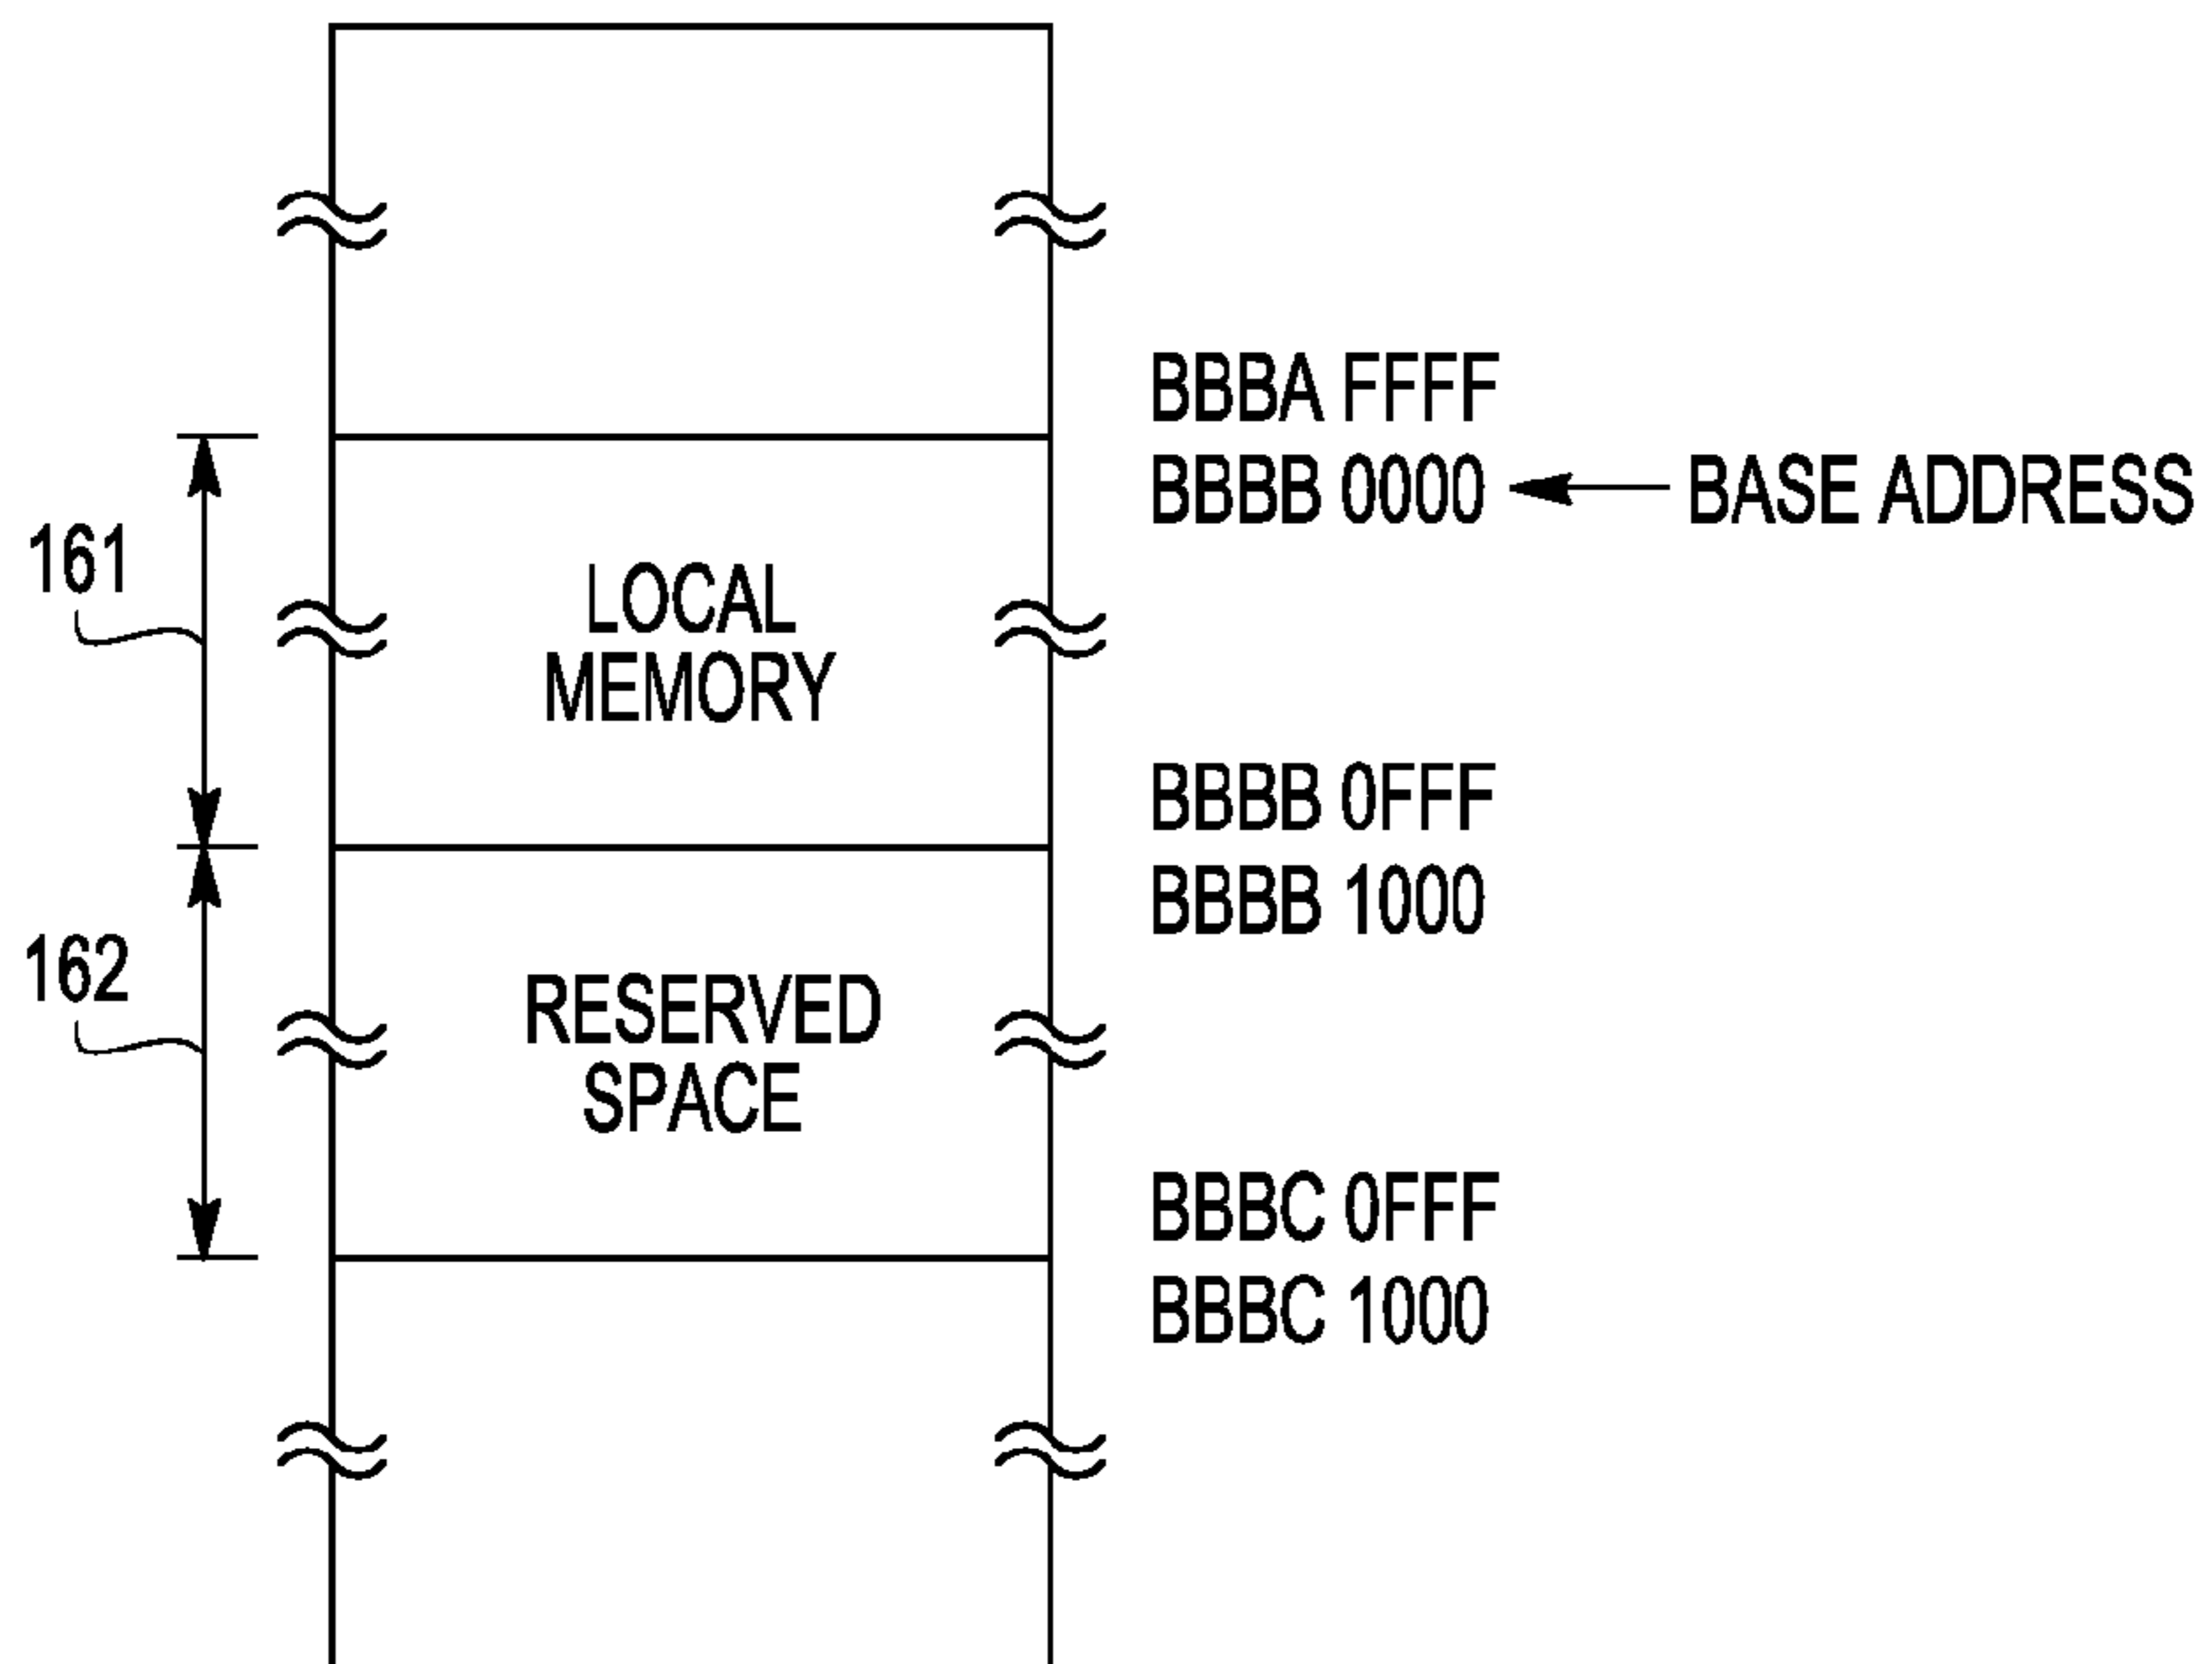 BBBA FFFF
BBBB 0000
BASE ADDRESS
161
LOCAL
MEMORY
BBBB 0FFF
BBBB 1000
162
RESERVED
SPACE
BBBC 0FFF
BBBC 1000